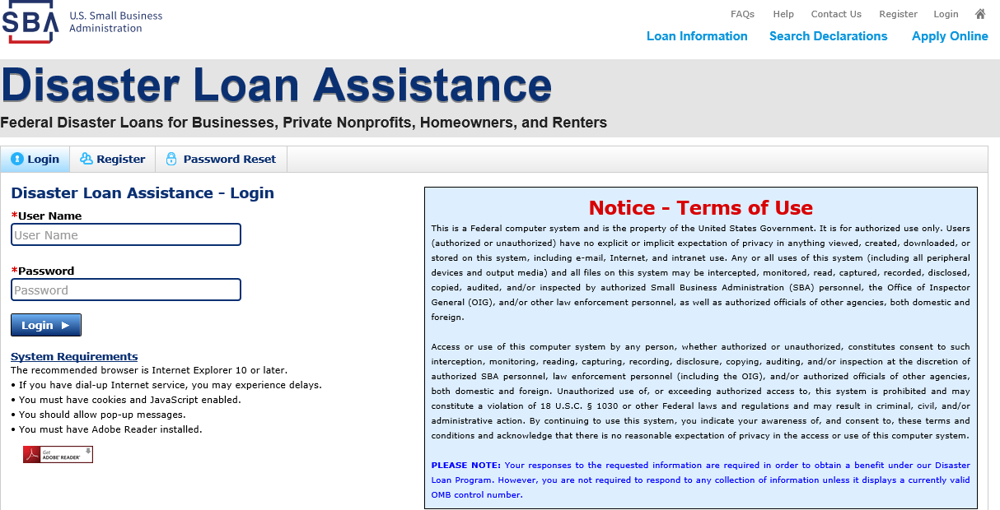 SBA U.S. Small Business
Administration
FAQs Help Contact Us Register Login
Loan Information Search Declarations Apply Online
Disaster Loan Assistance
Federal Disaster Loans for Businesses, Private Nonprofits, Homeowners, and Renters
Login Register Password Reset
Disaster Loan Assistance - Login
*User Name
User Name
*Password
Password
Login
System Requirements
The recommended browser is Internet Explorer 10 or later.
• If you have dial-up Internet service, you may experience delays.
• You must have cookies and JavaScript enabled.
• You should allow pop-up messages.
• You must have Adobe Reader installed.
Get
ADOBE® READER®
Notice - Terms of Use
This is a Federal computer system and is the property of the United States Government. It is for authorized use only. Users
(authorized or unauthorized) have no explicit or implicit expectation of privacy in anything viewed, created, downloaded, or
stored on this system, including e-mail, Internet, and intranet use. Any or all uses of this system (including all peripheral
devices and output media) and all files on this system may be intercepted, monitored, read, captured, recorded, disclosed,
copied, audited, and/or inspected by authorized Small Business Administration (SBA) personnel, the Office of Inspector
General (OIG), and/or other law enforcement personnel, as well as authorized officials of other agencies, both domestic and
foreign.
Access or use of this computer system by any person, whether authorized or unauthorized, constitutes consent to such
interception, monitoring, reading, capturing, recording, disclosure, copying, auditing, and/or inspection at the discretion of
authorized SBA personnel, law enforcement personnel (including the OIG), and/or authorized officials of other agencies,
both domestic and foreign. Unauthorized use of, or exceeding authorized access to, this system is prohibited and may
constitute a violation of 18 U.S.C. § 1030 or other Federal laws and regulations and may result in criminal, civil, and/or
administrative action. By continuing to use this system, you indicate your awareness of, and consent to, these terms and
conditions and acknowledge that there is no reasonable expectation of privacy in the access or use of this computer system.
PLEASE NOTE: Your responses to the requested information are required in order to obtain a benefit under our Disaster
Loan Program. However, you are not required to respond to any collection of information unless it displays a currently valid
OMB control number.